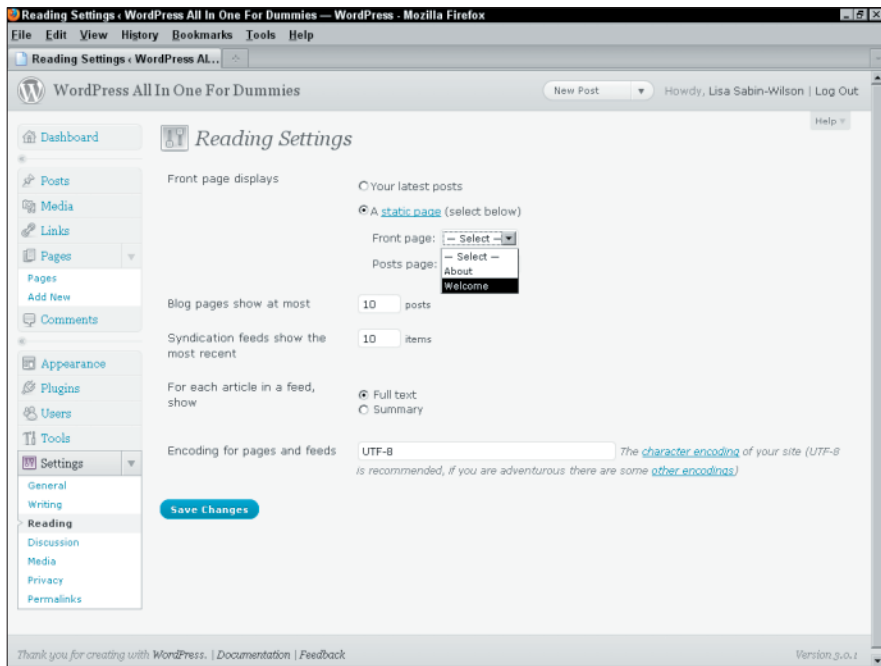 Reading Settings ‹ WordPress All In One For Dummies — WordPress - Mozilla Firefox
File Edit View History Bookmarks Tools Help
Reading Settings ‹ WordPress Al...
WordPress All In One For Dummies
New Post
Howdy, Lisa Sabin-Wilson | Log Out
Help
Dashboard
Posts
Media
Links
Pages
Pages
Add New
Comments
Appearance
Plugins
Users
Tools
Settings
General
Writing
Reading
Discussion
Media
Privacy
Permalinks
Reading Settings
Front page displays
Your latest posts
A static page (select below)
Front page: — Select —
Posts page:
— Select —
About
Welcome
Blog pages show at most
10 posts
Syndication feeds show the
most recent
10 items
For each article in a feed,
show
Full text
Summary
Encoding for pages and feeds
UTF-8
The character encoding of your site (UTF-8
is recommended, if you are adventurous there are some other encodings)
Save Changes
Thank you for creating with WordPress. | Documentation | Feedback
Version 3.0.1